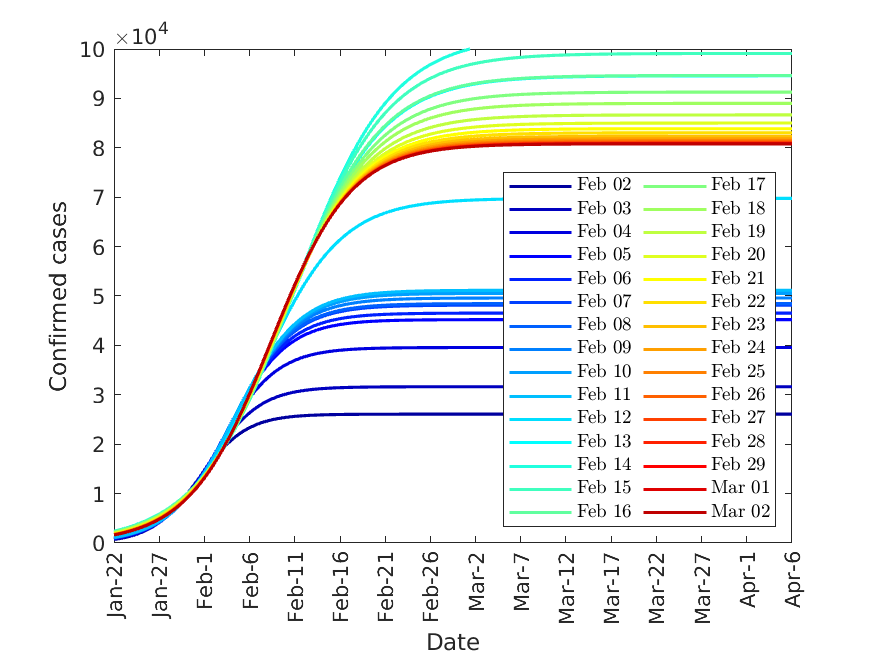 ×10⁴
10
9
8
7
6
5
4
3
2
1
0
Confirmed cases
Feb 02
Feb 03
Feb 04
Feb 05
Feb 06
Feb 07
Feb 08
Feb 09
Feb 10
Feb 11
Feb 12
Feb 13
Feb 14
Feb 15
Feb 16
Feb 17
Feb 18
Feb 19
Feb 20
Feb 21
Feb 22
Feb 23
Feb 24
Feb 25
Feb 26
Feb 27
Feb 28
Feb 29
Mar 01
Mar 02
Jan-22
Jan-27
Feb-1
Feb-6
Feb-11
Feb-16
Feb-21
Feb-26
Mar-2
Mar-7
Mar-12
Mar-17
Mar-22
Mar-27
Apr-1
Apr-6
Date